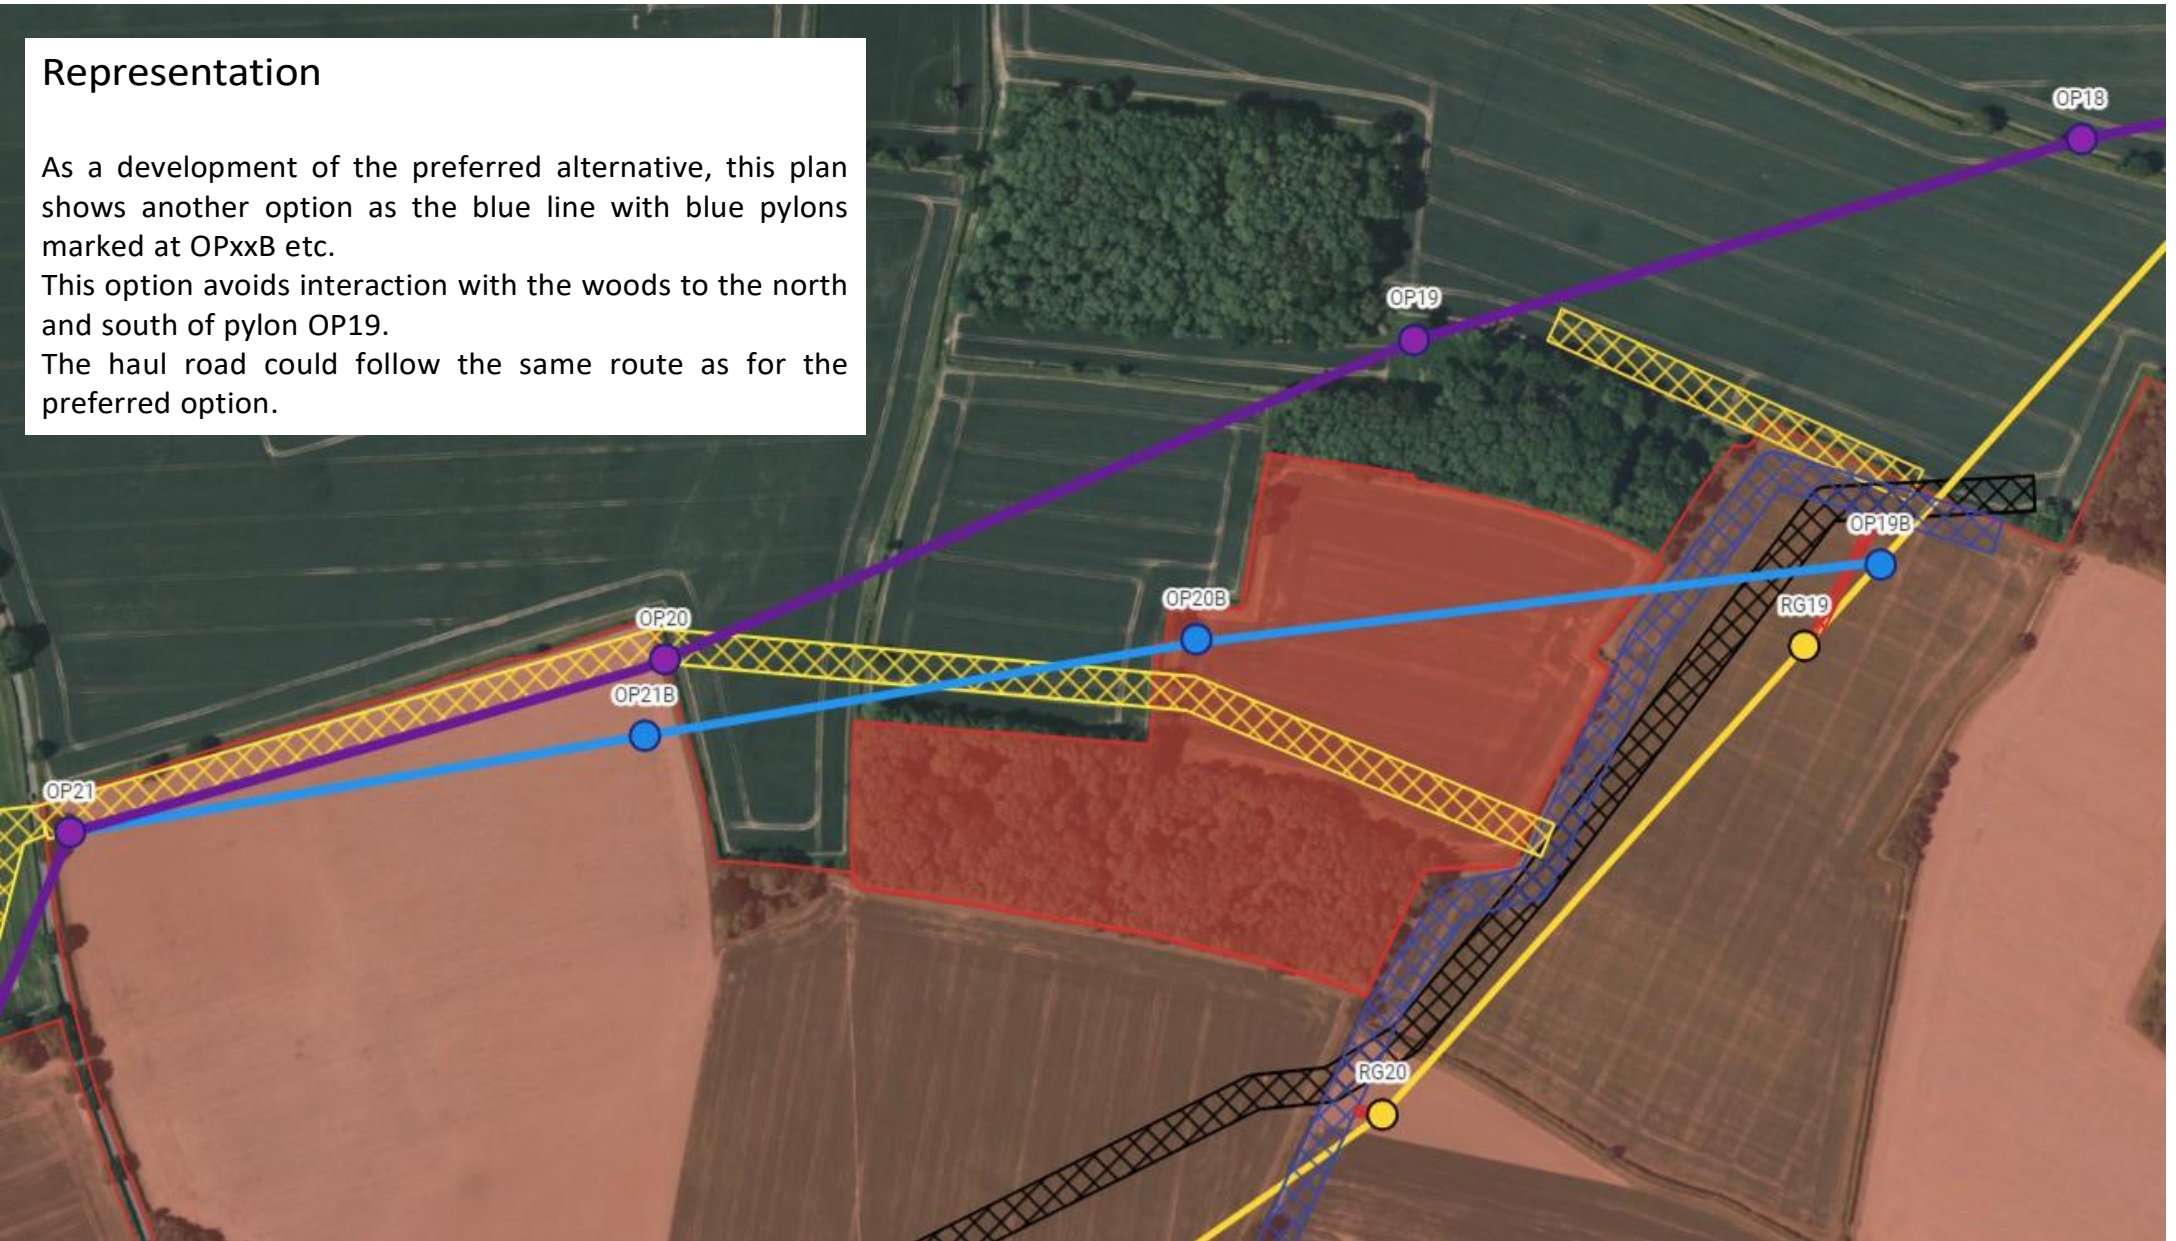 Representation
As a development of the preferred alternative, this plan
shows another option as the blue line with blue pylons
marked at OPxxB etc.
This option avoids interaction with the woods to the north
and south of pylon OP19.
The haul road could follow the same route as for the
preferred option.
OP18
OP19
OP19B
OP20B
RG19
OP20
OP21B
OP21
RG20